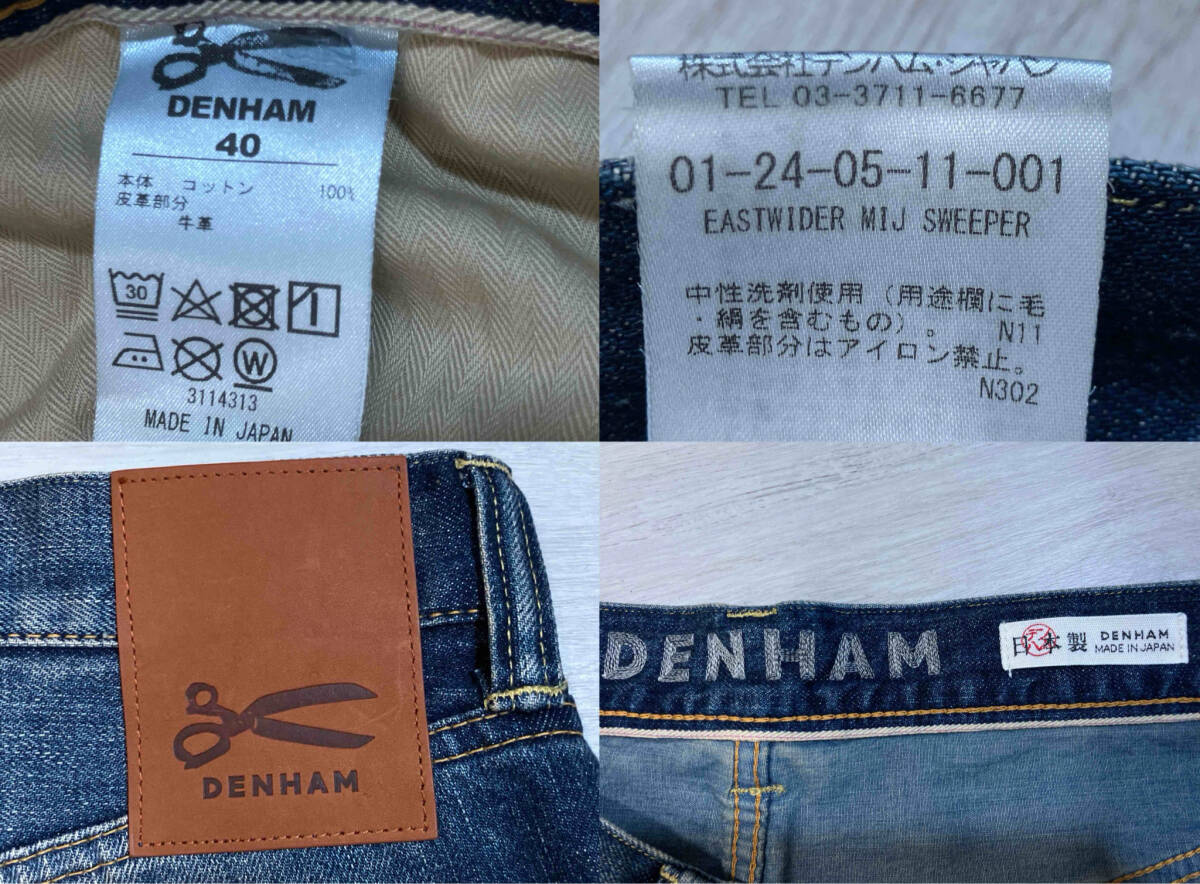 DENHAM
40
本体 コットン 100%
皮革部分
牛革
30
W
3114313
MADE IN JAPAN
株式会社デンハム・ジャパン
TEL 03-3711-6677
01-24-05-11-001
EASTWIDER MIJ SWEEPER
中性洗剤使用（用途欄に毛
・絹を含むもの）。 N11
皮革部分はアイロン禁止。
N302
DENHAM
DENHAM
日本製 DENHAM
MADE IN JAPAN